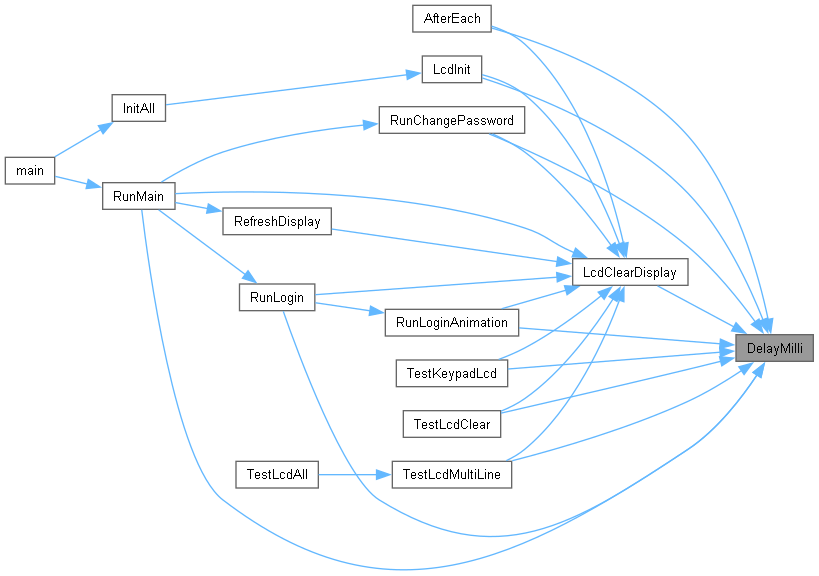 AfterEach
LcdInit
InitAll
RunChangePassword
main
RunMain
RefreshDisplay
LcdClearDisplay
RunLogin
RunLoginAnimation
DelayMilli
TestKeypadLcd
TestLcdClear
TestLcdAll
TestLcdMultiLine